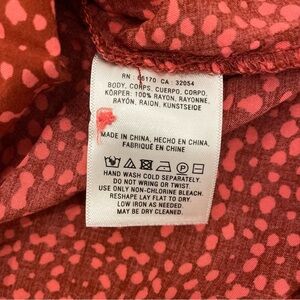 RN : 66170 CA : 32054
BODY, CORPS, CUERPO, CORPO,
KÖRPER: 100% RAYON, RAYONNE,
RAYÓN, RAION, KUNSTSEIDE
MADE IN CHINA, HECHO EN CHINA,
FABRIQUÉ EN CHINE
HAND WASH COLD SEPARATELY.
DO NOT WRING OR TWIST.
USE ONLY NON-CHLORINE BLEACH.
RESHAPE LAY FLAT TO DRY.
LOW IRON AS NEEDED.
MAY BE DRY CLEANED.